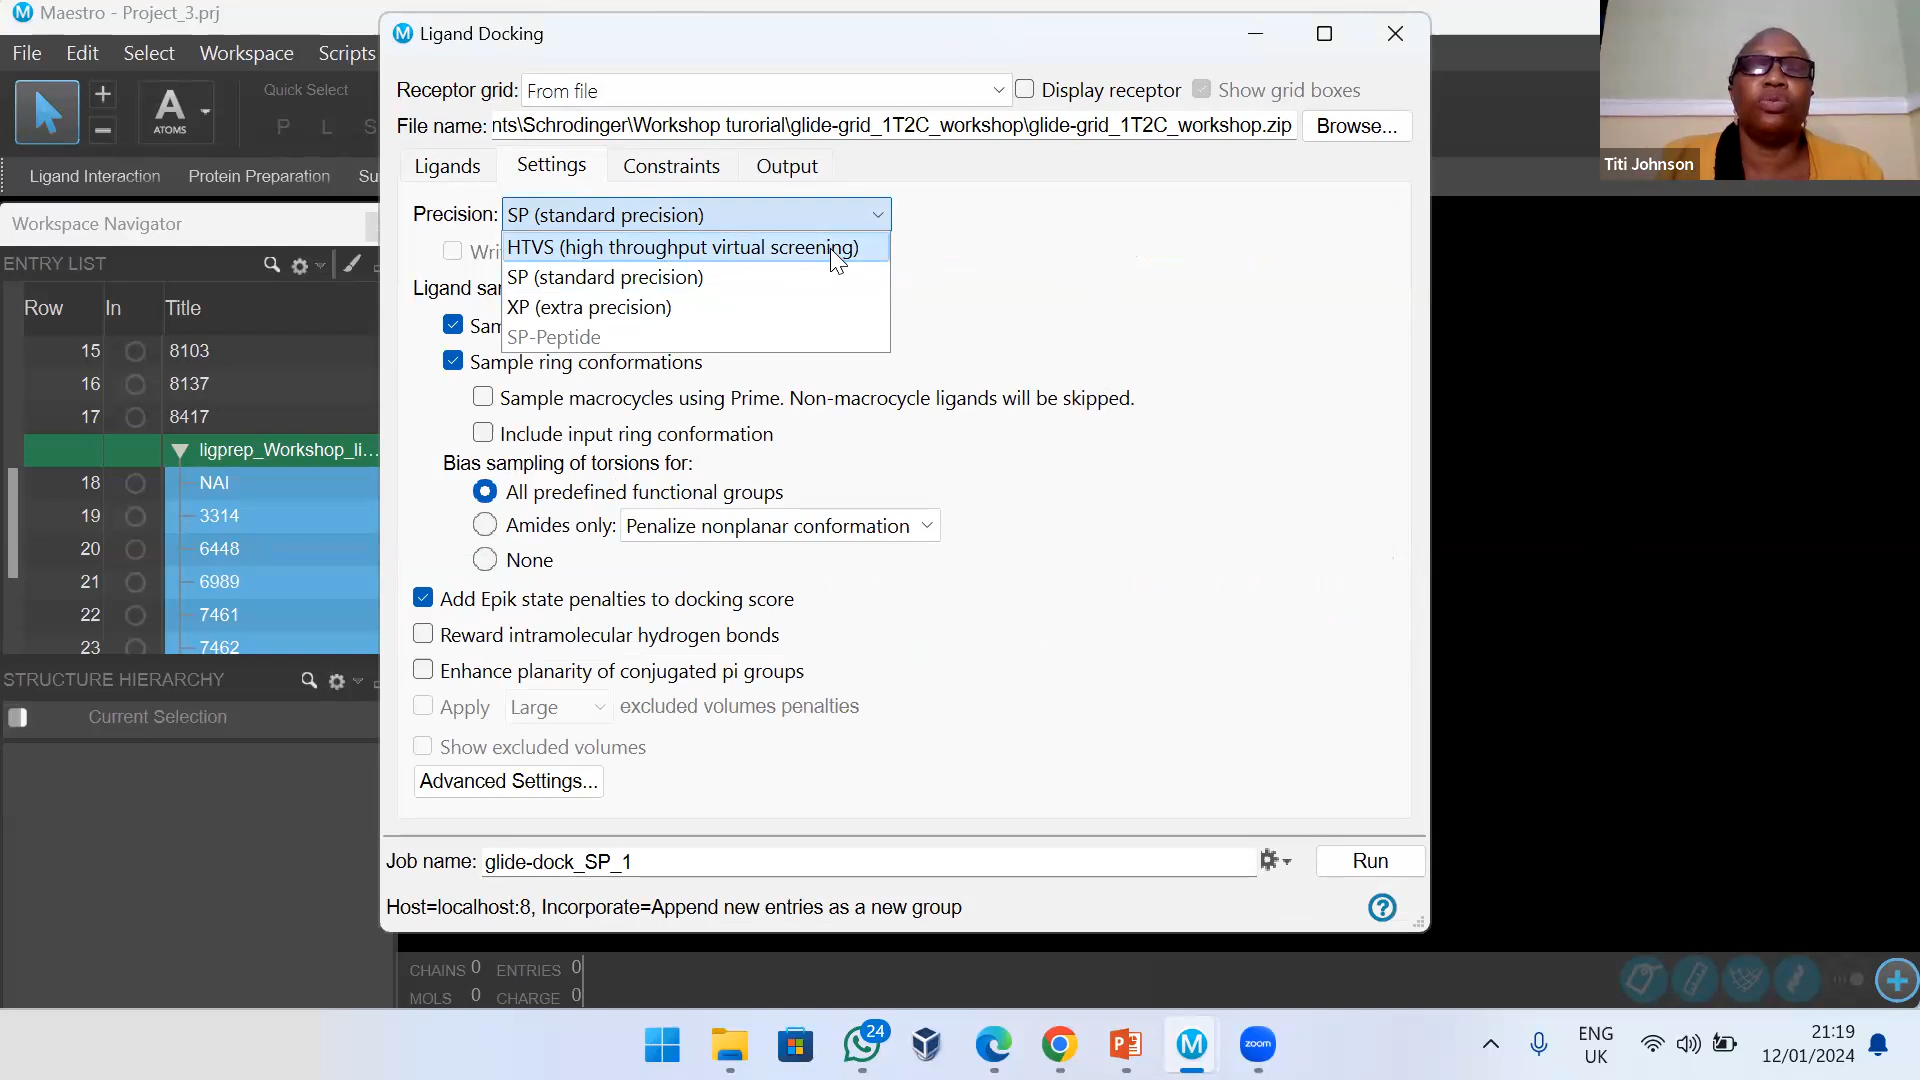 Maestro - Project_3.prj
File Edit Select Workspace Scripts
Quick Select
ATOMS
P L S
Ligand Interaction Protein Preparation Su
Workspace Navigator
ENTRY LIST
Row In Title
15 8103
16 8137
17 8417
ligprep_Workshop_li...
18 NAI
19 3314
20 6448
21 6989
22 7461
23 7462
STRUCTURE HIERARCHY
Current Selection
Ligand Docking
Receptor grid: From file Display receptor Show grid boxes
File name: nts\Schrodinger\Workshop turorial\glide-grid_1T2C_workshop\glide-grid_1T2C_workshop.zip Browse...
Ligands Settings Constraints Output
Precision: SP (standard precision)
HTVS (high throughput virtual screening)
SP (standard precision)
XP (extra precision)
SP-Peptide
Wri
Ligand sa
Sam
Sample ring conformations
Sample macrocycles using Prime. Non-macrocycle ligands will be skipped.
Include input ring conformation
Bias sampling of torsions for:
All predefined functional groups
Amides only: Penalize nonplanar conformation
None
Add Epik state penalties to docking score
Reward intramolecular hydrogen bonds
Enhance planarity of conjugated pi groups
Apply Large excluded volumes penalties
Show excluded volumes
Advanced Settings...
Job name: glide-dock_SP_1 Run
Host=localhost:8, Incorporate=Append new entries as a new group
CHAINS 0 ENTRIES 0
MOLS 0 CHARGE 0
Titi Johnson
24
zoom
ENG
UK
21:19
12/01/2024